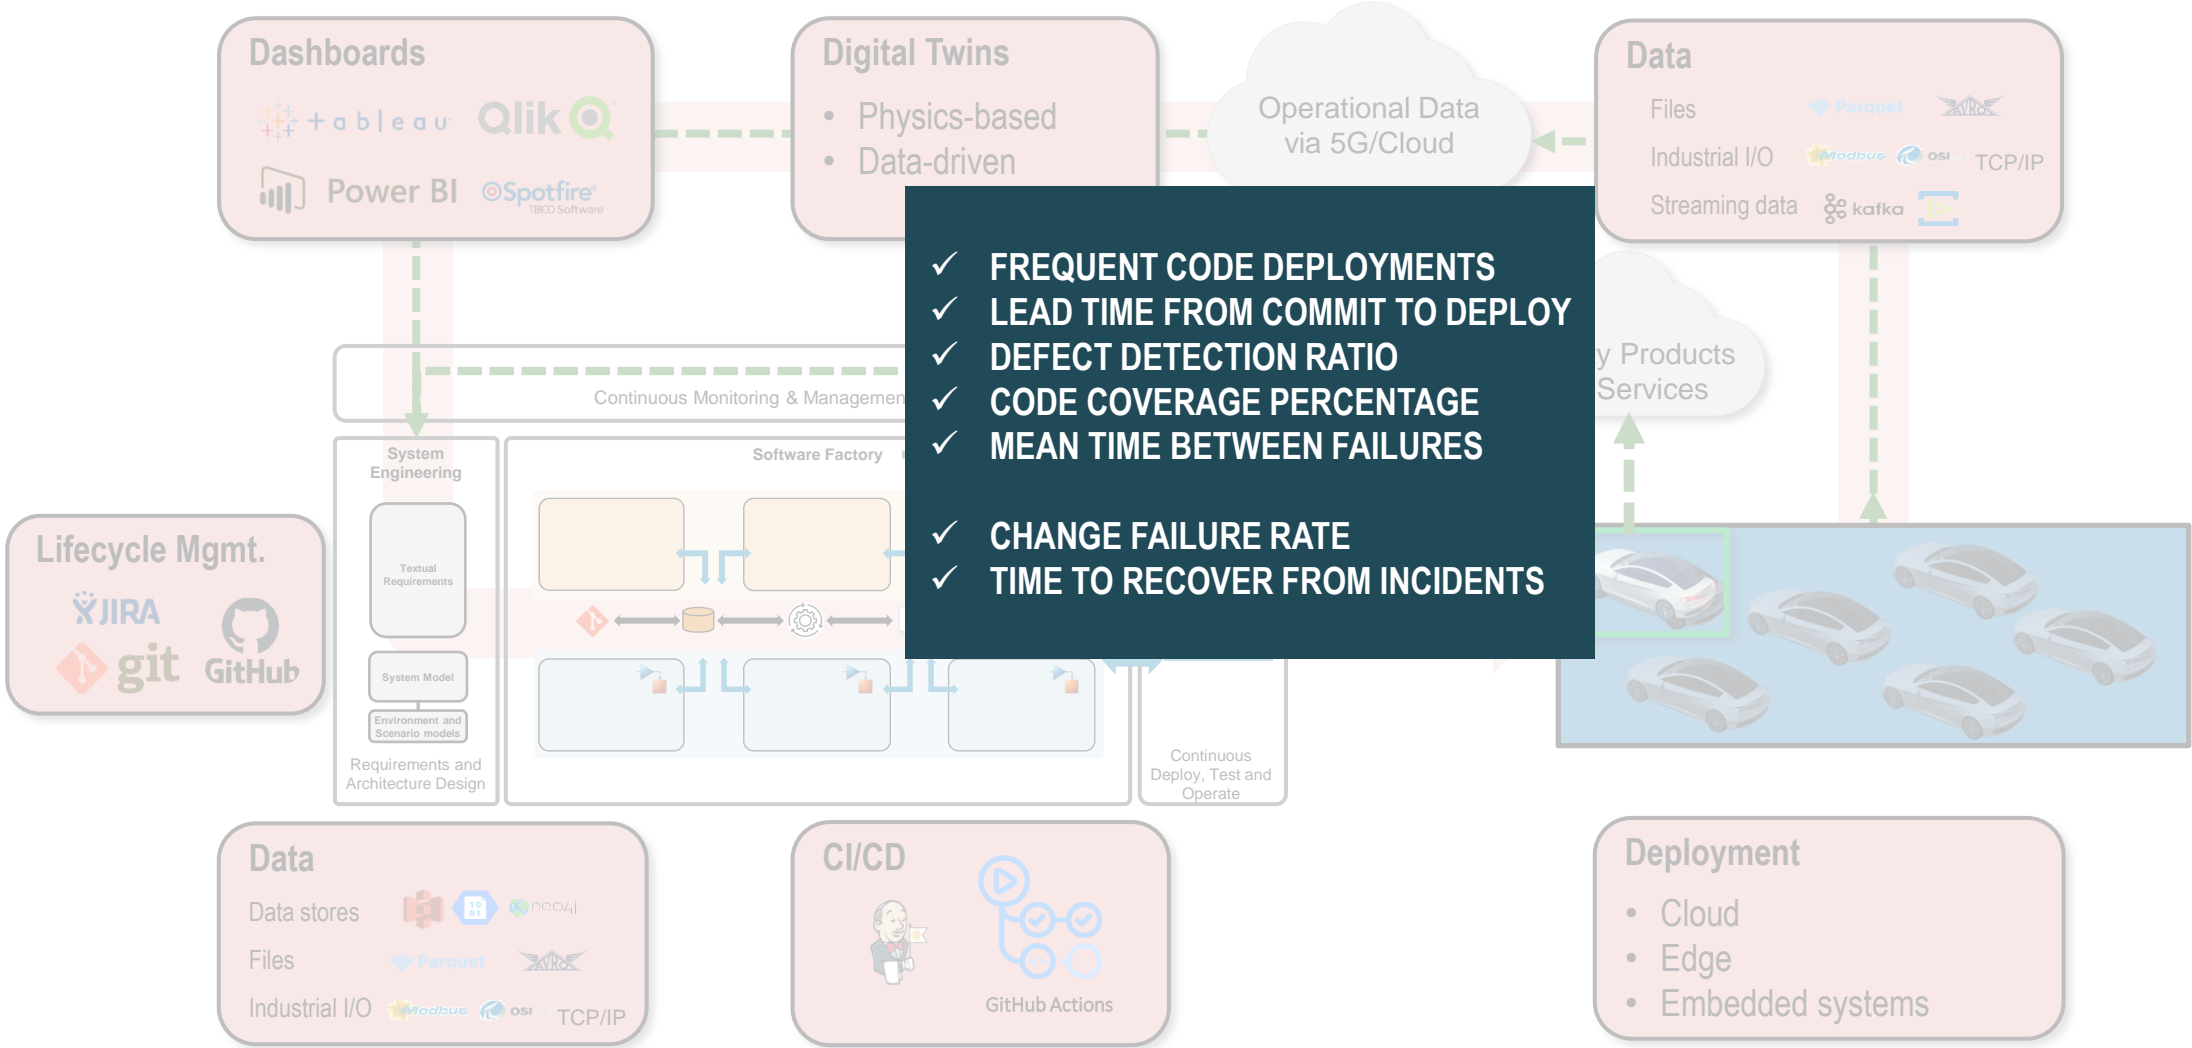 Dashboards
+ a b | e a u
Qlik
Power BI
Spotfire®
TIBCO Software
Digital Twins
• Physics-based
• Data-driven
Operational Data
via 5G/Cloud
Data
Files
Parquet
AVRO
Industrial I/O
Modbus
OSI
TCP/IP
Streaming data
kafka
✓ FREQUENT CODE DEPLOYMENTS
✓ LEAD TIME FROM COMMIT TO DEPLOY
✓ DEFECT DETECTION RATIO
✓ CODE COVERAGE PERCENTAGE
✓ MEAN TIME BETWEEN FAILURES
✓ CHANGE FAILURE RATE
✓ TIME TO RECOVER FROM INCIDENTS
y Products
Services
Continuous Monitoring & Managemen
System
Engineering
Software Factory
Textual
Requirements
System Model
Environment and
Scenario models
Requirements and
Architecture Design
Continuous
Deploy, Test and
Operate
Lifecycle Mgmt.
JIRA
git
GitHub
Data
Data stores
10
01
neo4j
Files
Parquet
AVRO
Industrial I/O
Modbus
OSI
TCP/IP
CI/CD
GitHub Actions
Deployment
• Cloud
• Edge
• Embedded systems